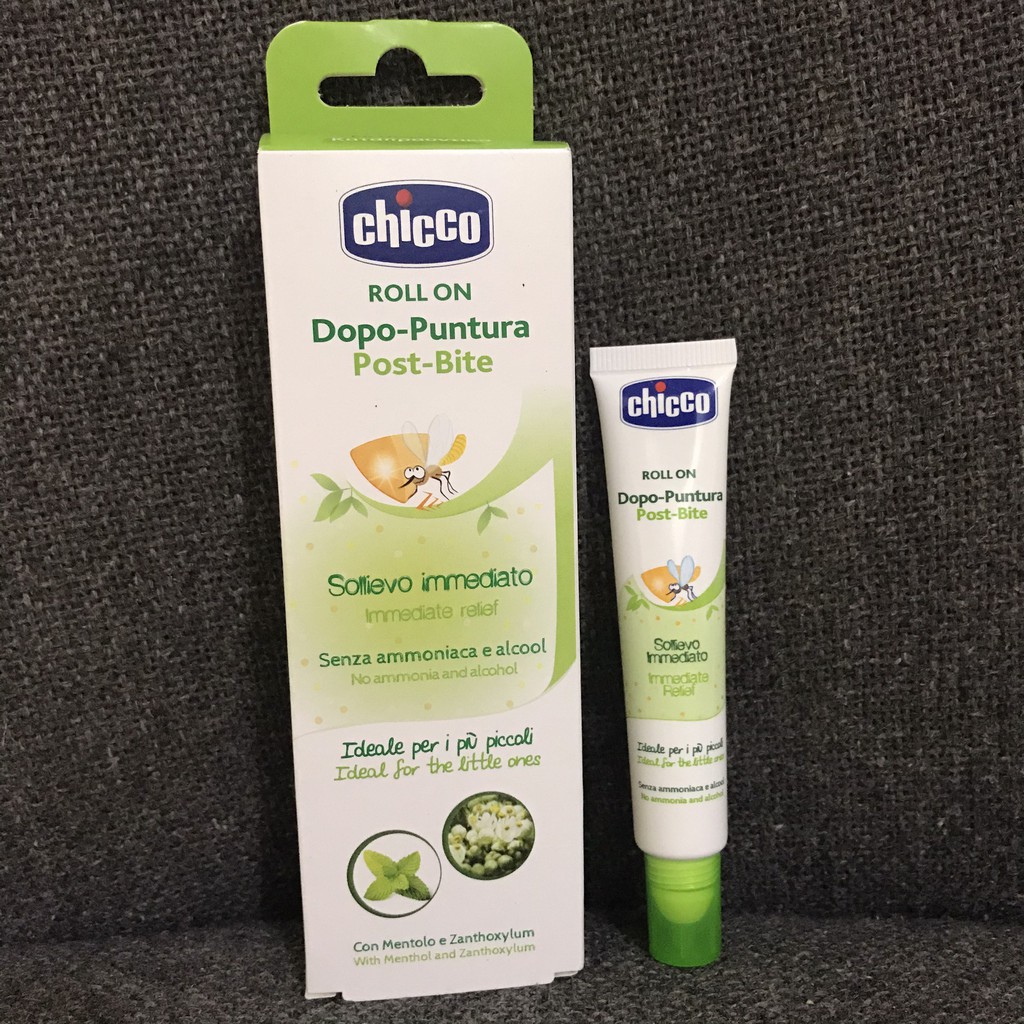 chicco
ROLL ON
Dopo-Puntura
Post-Bite
Sollievo immediato
Immediate relief
Senza ammoniaca e alcool
No ammonia and alcohol
Ideale per i più piccoli
Ideal for the little ones
Con Mentolo e Zanthoxylum
With Menthol and Zanthoxylum
chicco
ROLL ON
Dopo-Puntura
Post-Bite
Sollievo
Immediato
Immediate
Relief
Ideale per i più piccoli
Ideal for the little ones
Senza ammoniaca e alcool
No ammonia and alcohol